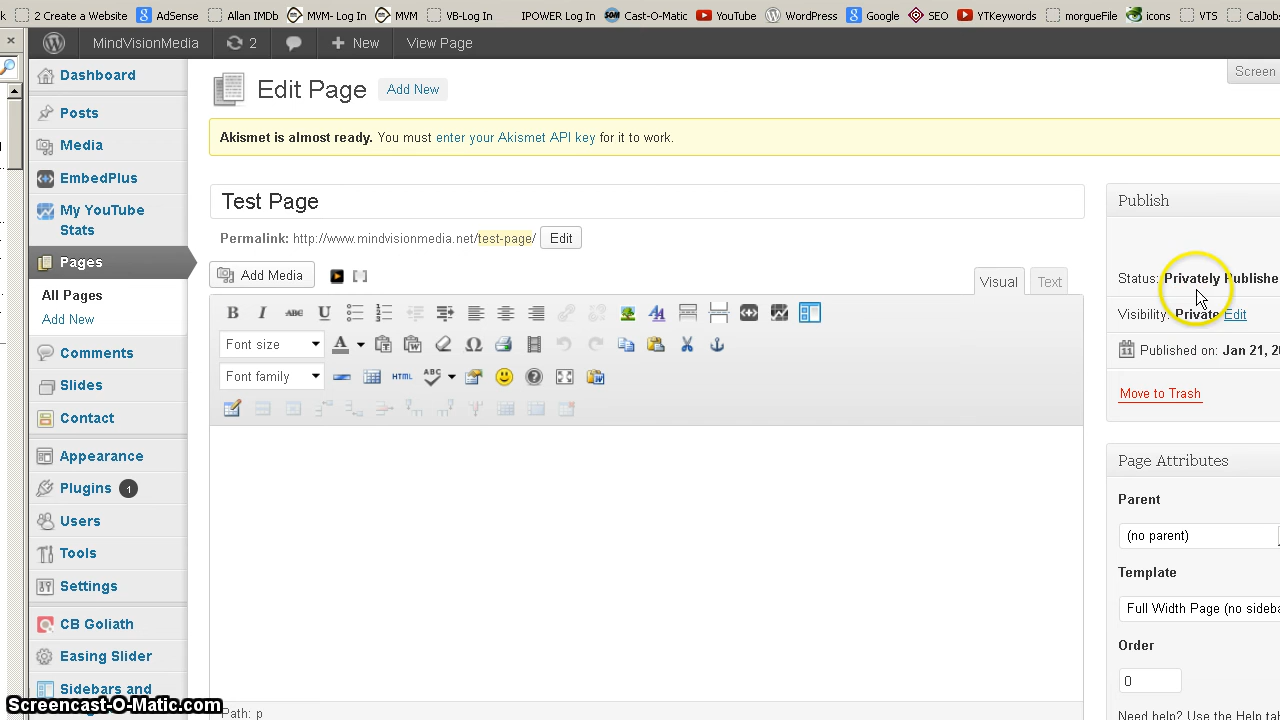 2 Create a Website AdSense Allan IMDb MVM- Log In MVM VB-Log In IPOWER Log In Cast-O-Matic YouTube WordPress Google SEO YTKeywords morgueFile icons YTS CalJob
MindVisionMedia 2 + New View Page
Screen
Dashboard
Posts
Media
EmbedPlus
My YouTube
Stats
Pages
All Pages
Add New
Comments
Slides
Contact
Appearance
Plugins 1
Users
Tools
Settings
CB Goliath
Easing Slider
Sidebars and
Edit Page Add New
Akismet is almost ready. You must enter your Akismet API key for it to work.
Test Page
Permalink: http://www.mindvisionmedia.net/test-page/ Edit
Add Media
Visual Text
B I ABC U
Font size A
Font family HTML ABC
Path: p
Publish
Status: Privately Publishe
Visibility Private Edit
11 Published on: Jan 21, 2
Move to Trash
Page Attributes
Parent
(no parent)
Template
Full Width Page (no sideba
Order
0
Need help? Use the Help tab
Screencast-O-Matic.com